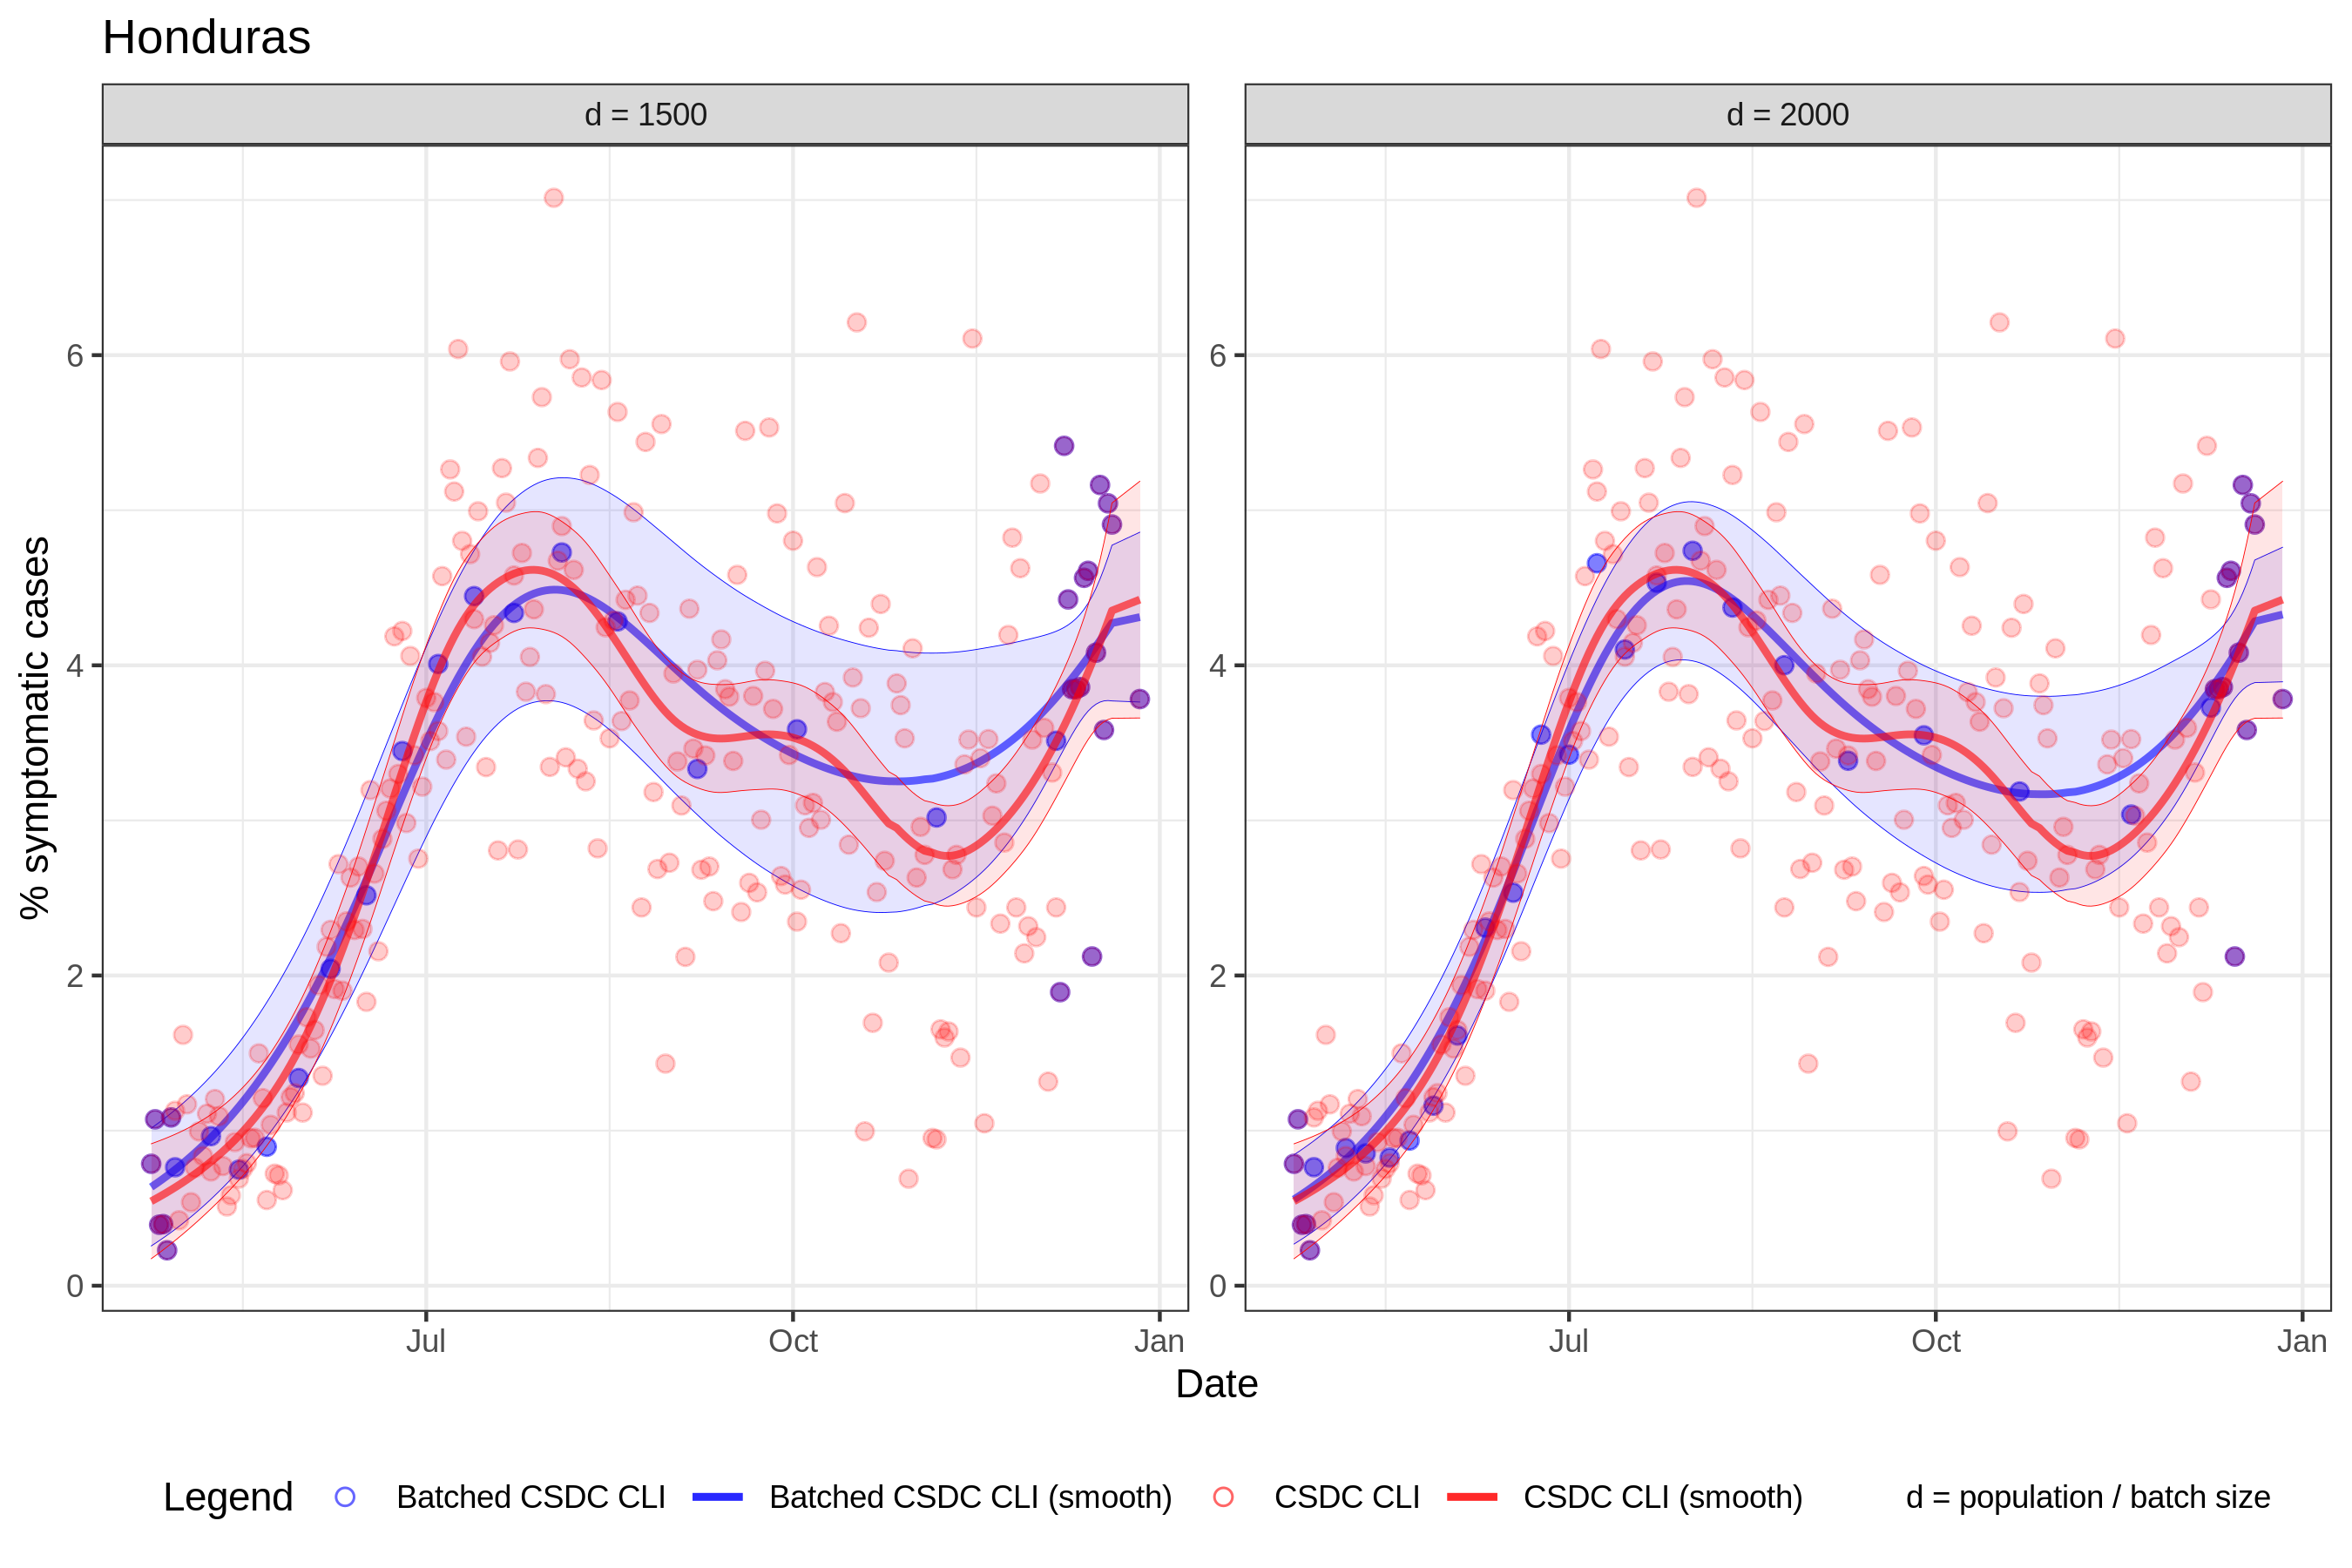 Honduras
d = 1500
d = 2000
% symptomatic cases
6
4
2
0
6
4
2
0
Jul
Oct
Jan
Jul
Oct
Jan
Date
Legend
Batched CSDC CLI
Batched CSDC CLI (smooth)
CSDC CLI
CSDC CLI (smooth)
d = population / batch size